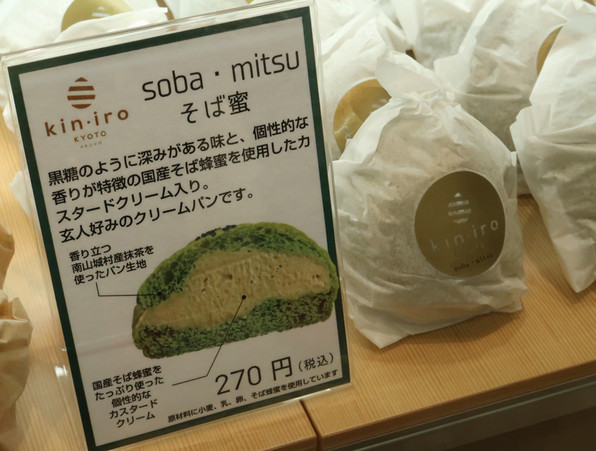 kin·iro
KYOTO
soba・mitsu
そば蜜
黒糖のように深みがある味と、個性的な
香りが特徴の国産そば蜂蜜を使用したカ
スタードクリーム入り。
玄人好みのクリームパンです。
香り立つ
南山城村産抹茶を
使ったパン生地
国産そば蜂蜜を
たっぷり使った
個性的な
カスタード
クリーム
270 円(税込)
原材料に小麦、乳、卵、そば蜂蜜を使用しています
kin·iro
soba・mitsu